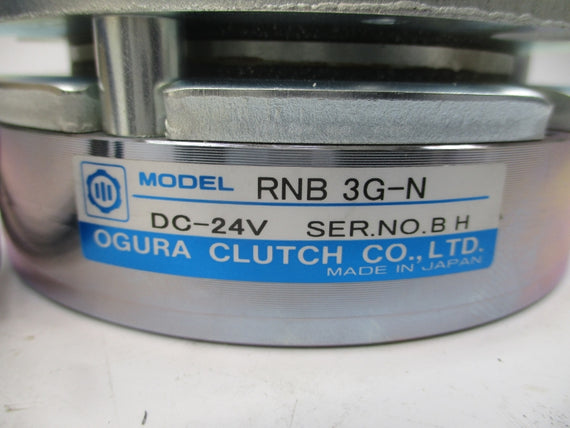 MODEL RNB 3G-N
DC-24V SER.NO.B H
OGURA CLUTCH CO.,LTD.
MADE IN JAPAN